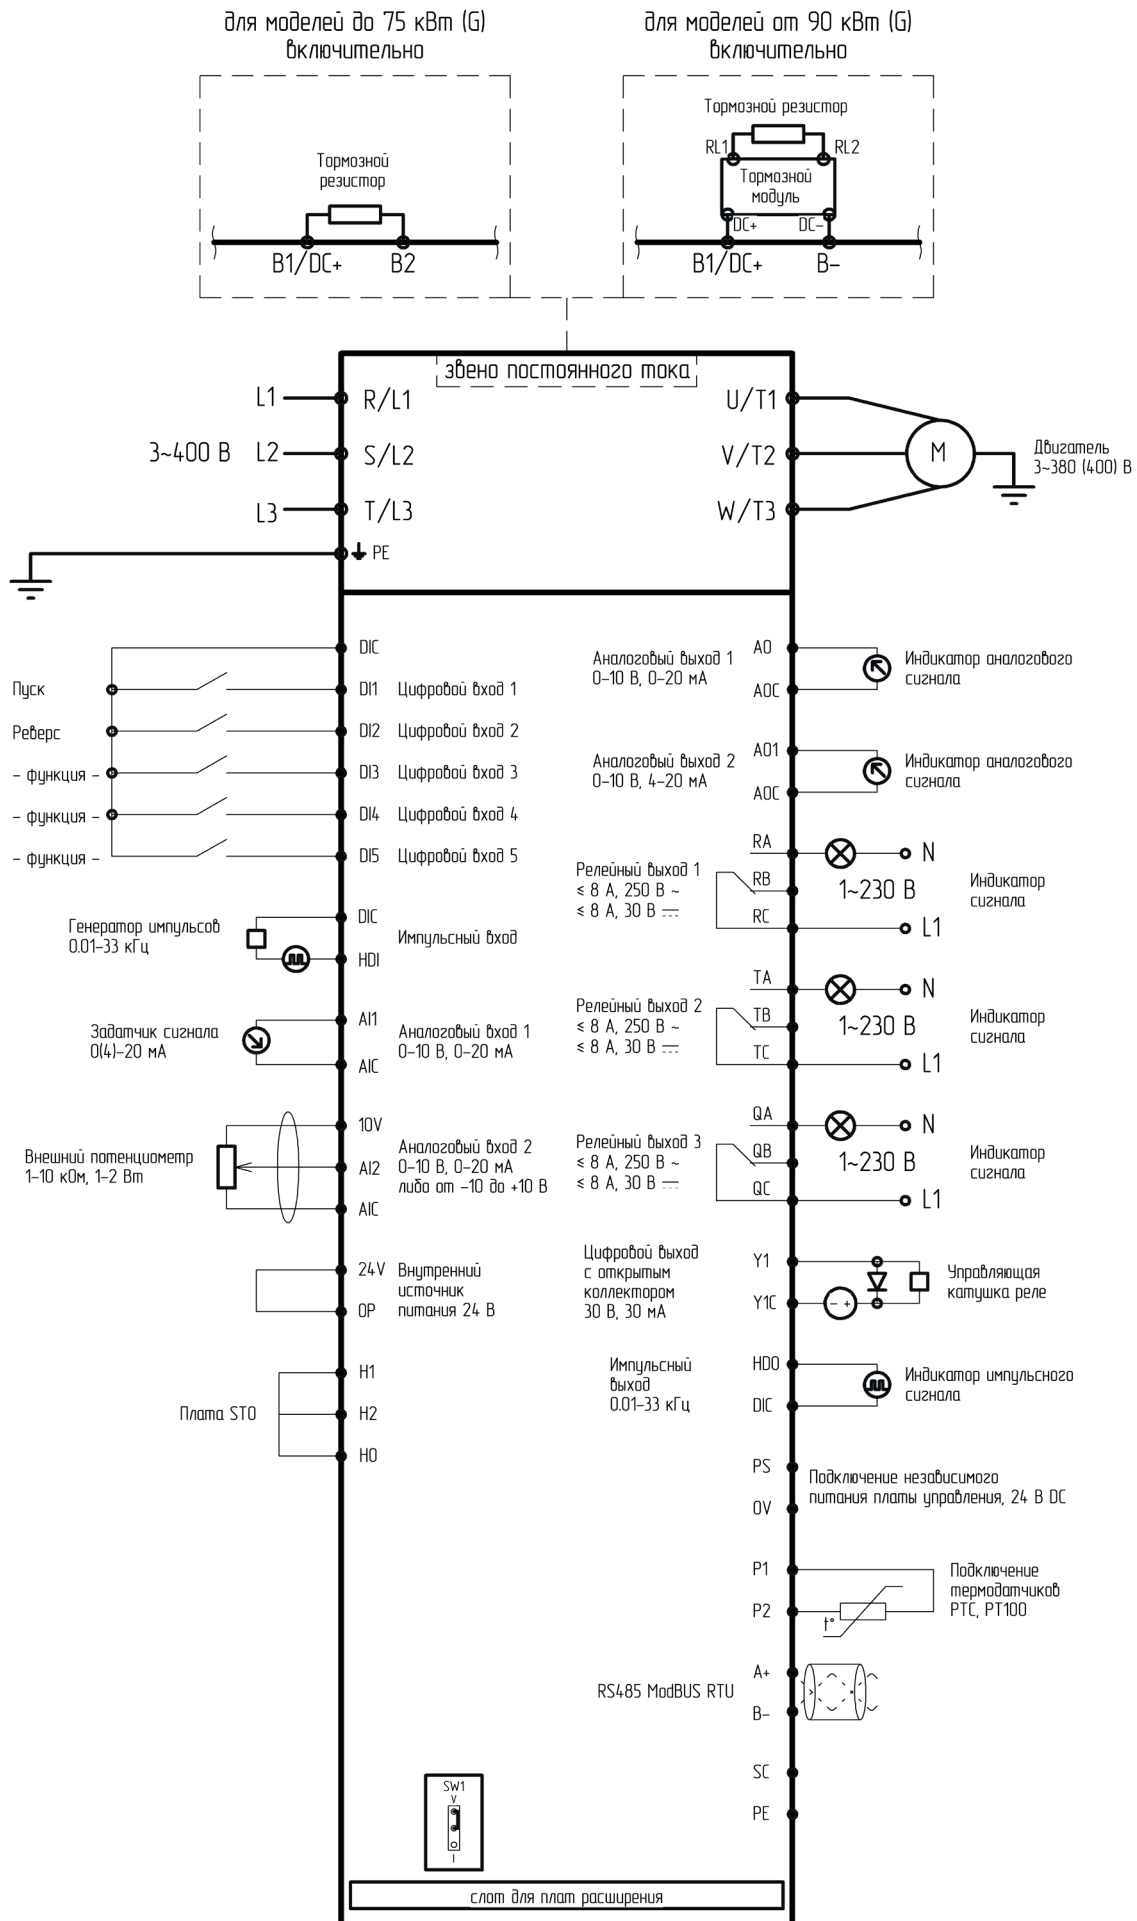 для моделей до 75 кВт (G)
включительно
для моделей от 90 кВт (G)
включительно
Тормозной
резистор
B1/DC+
B2
Тормозной резистор
RL1
RL2
Тормозной
модуль
DC+
DC-
B1/DC+
B-
звено постоянного тока
L1
R/L1
U/T1
3~400 В
L2
S/L2
V/T2
M
Двигатель
3~380 (400) В
L3
T/L3
W/T3
PE
DIC
Пуск
DI1
Цифровой вход 1
Реверс
DI2
Цифровой вход 2
- функция -
DI3
Цифровой вход 3
- функция -
DI4
Цифровой вход 4
- функция -
DI5
Цифровой вход 5
Генератор импульсов
0.01-33 кГц
DIC
HDI
Импульсный вход
Задатчик сигнала
0(4)-20 мА
AI1
AIC
Аналоговый вход 1
0-10 В, 0-20 мА
Внешний потенциометр
1-10 кОм, 1-2 Вт
10V
AI2
AIC
Аналоговый вход 2
0-10 В, 0-20 мА
либо от -10 до +10 В
24V
0P
Внутренний
источник
питания 24 В
Плата STO
H1
H2
H0
Аналоговый выход 1
0-10 В, 0-20 мА
AO
AOC
Индикатор аналогового
сигнала
Аналоговый выход 2
0-10 В, 4-20 мА
AO1
AOC
Индикатор аналогового
сигнала
Релейный выход 1
≤ 8 А, 250 В ~
≤ 8 А, 30 В ⎓
RA
RB
RC
N
1~230 В
L1
Индикатор
сигнала
Релейный выход 2
≤ 8 А, 250 В ~
≤ 8 А, 30 В ⎓
TA
TB
TC
N
1~230 В
L1
Индикатор
сигнала
Релейный выход 3
≤ 8 А, 250 В ~
≤ 8 А, 30 В ⎓
QA
QB
QC
N
1~230 В
L1
Индикатор
сигнала
Цифровой выход
с открытым
коллектором
30 В, 30 мА
Y1
Y1C
- +
Управляющая
катушка реле
Импульсный
выход
0.01-33 кГц
HDO
DIC
Индикатор импульсного
сигнала
PS
0V
Подключение независимого
питания платы управления, 24 В DC
P1
P2
t°
Подключение
термодатчиков
PTC, PT100
RS485 ModBUS RTU
A+
B-
SC
PE
SW1
V
I
слот для плат расширения